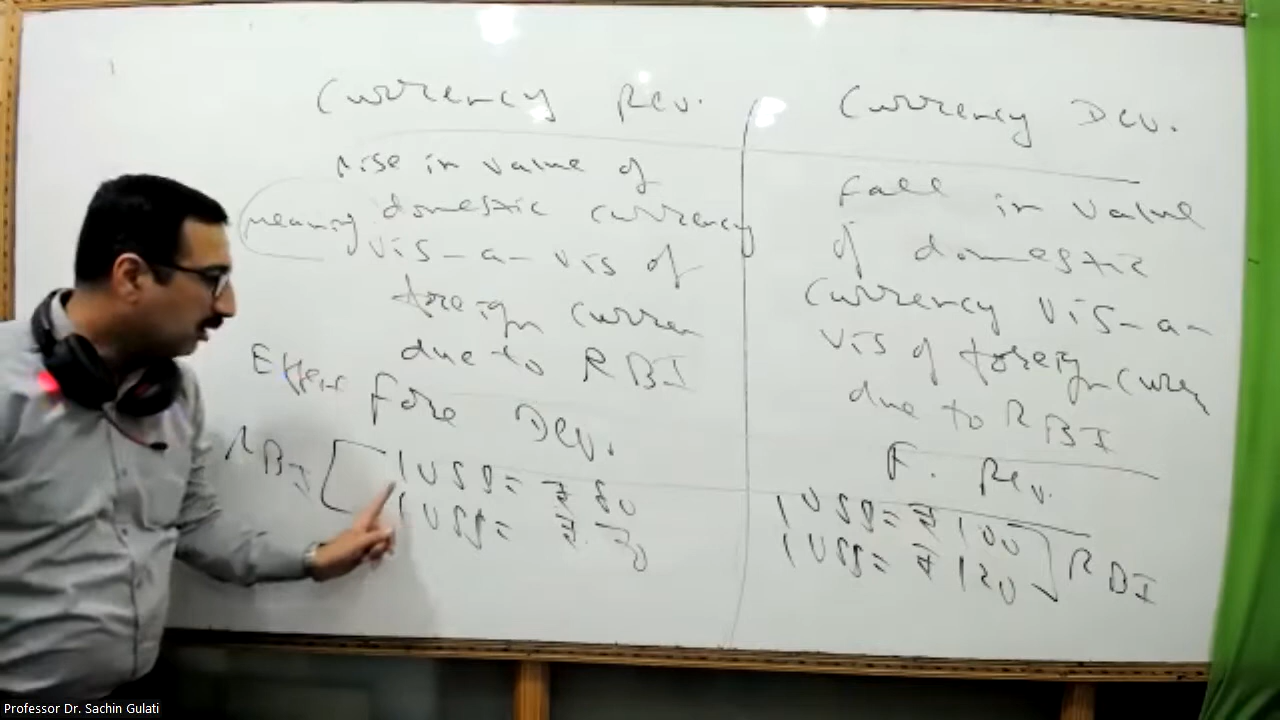 Currency Rev.
rise in value of
meaning domestic currency
vis-a-vis of
foreign curren
due to RBI
Effect Fore Dev.
RBI
1 US$ = ₹ 80
1 US$ = ₹ 70
Currency Dev.
Fall in value
of domestic
currency vis-a-
vis of foreign curren
due to RBI
F. Rev.
1 US$ = ₹ 100
1 US$ = ₹ 120
RBI
Professor Dr. Sachin Gulati